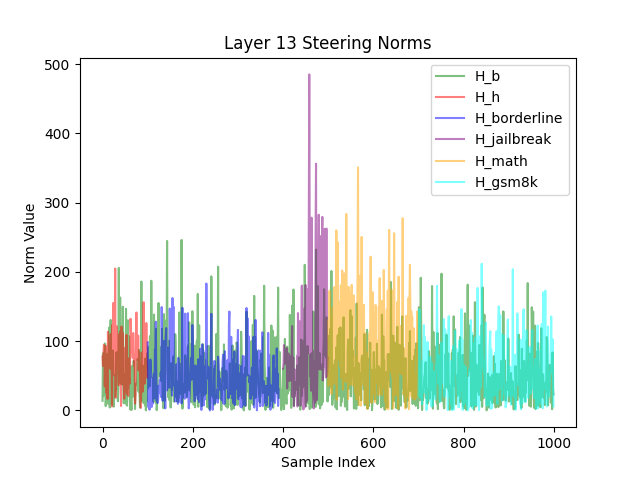 Layer 13 Steering Norms
500
400
300
200
100
0
Norm Value
H_b
H_h
H_borderline
H_jailbreak
H_math
H_gsm8k
0 200 400 600 800 1000
Sample Index